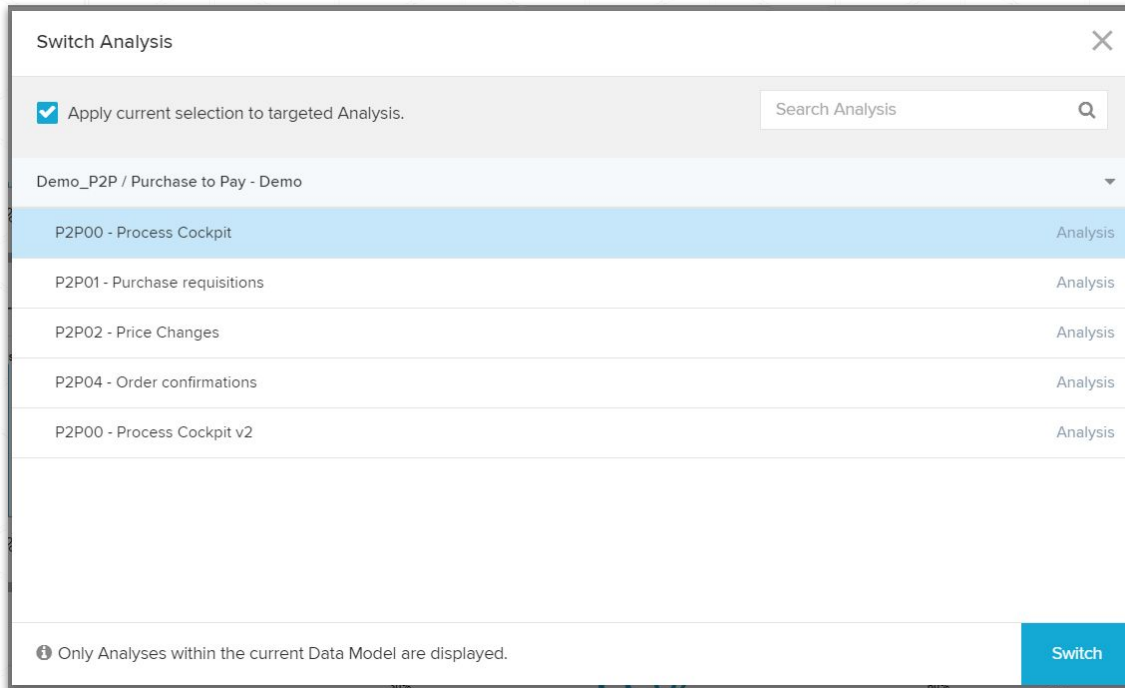 Switch Analysis
Apply current selection to targeted Analysis.
Search Analysis
Demo_P2P / Purchase to Pay - Demo
P2P00 - Process Cockpit Analysis
P2P01 - Purchase requisitions Analysis
P2P02 - Price Changes Analysis
P2P04 - Order confirmations Analysis
P2P00 - Process Cockpit v2 Analysis
Only Analyses within the current Data Model are displayed.
Switch